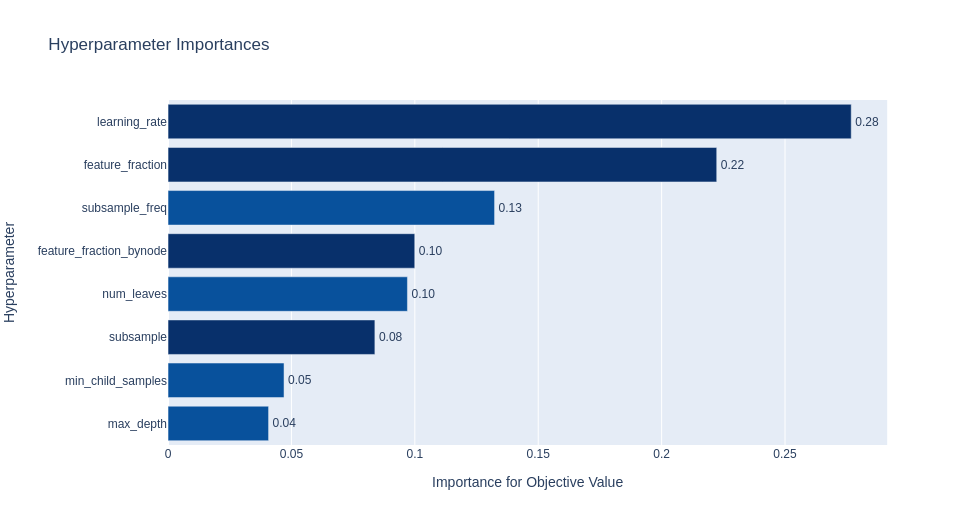 Hyperparameter Importances
Hyperparameter
learning_rate 0.28
feature_fraction 0.22
subsample_freq 0.13
feature_fraction_bynode 0.10
num_leaves 0.10
subsample 0.08
min_child_samples 0.05
max_depth 0.04
0 0.05 0.1 0.15 0.2 0.25
Importance for Objective Value